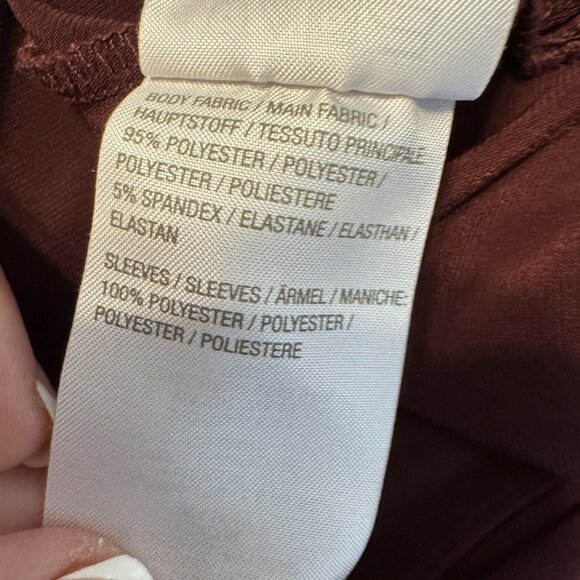 BODY FABRIC / MAIN FABRIC /
HAUPTSTOFF / TESSUTO PRINCIPALE
95% POLYESTER / POLYESTER /
POLYESTER / POLIESTERE
5% SPANDEX / ELASTANE / ELASTHAN /
ELASTAN
SLEEVES / SLEEVES / ÄRMEL / MANICHE:
100% POLYESTER / POLYESTER /
POLYESTER / POLIESTERE